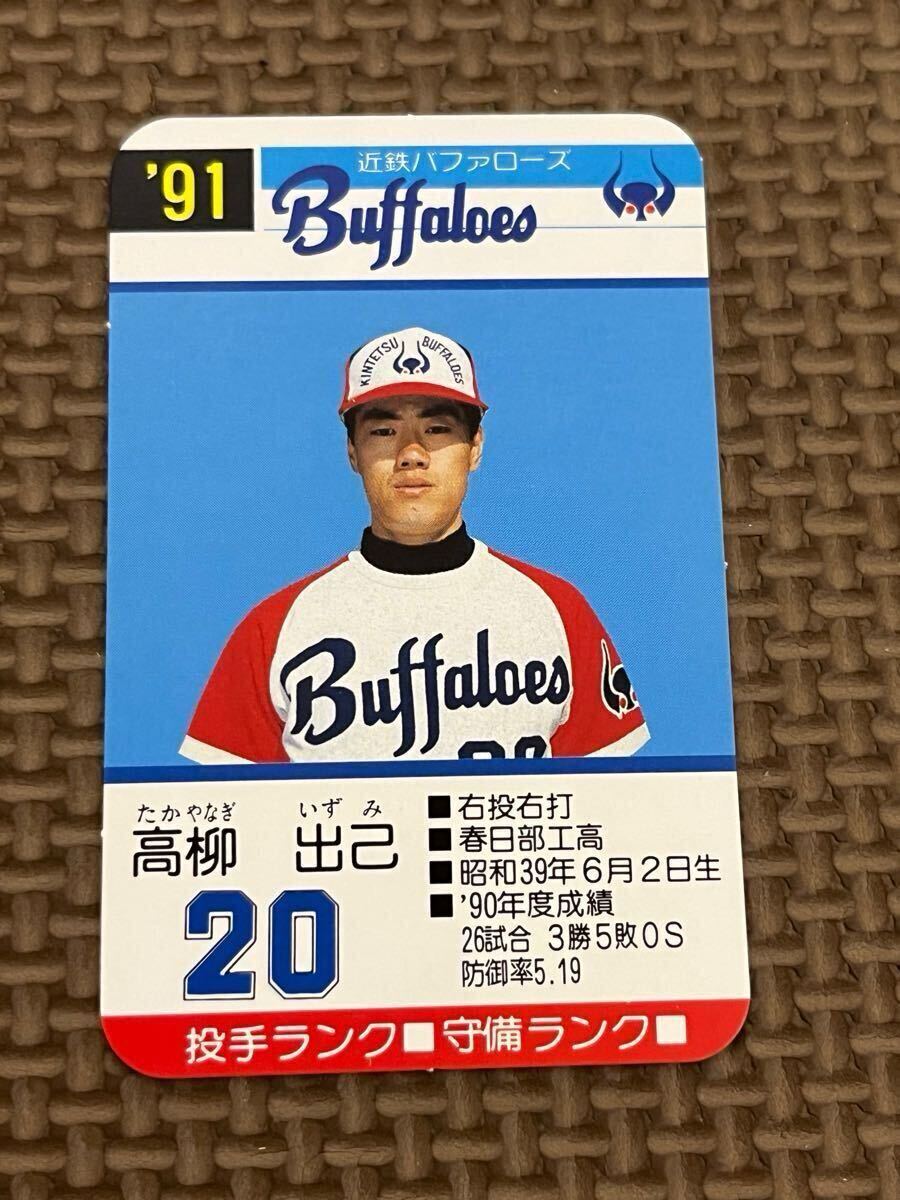 '91
近鉄バファローズ
Buffaloes
KINTETSU BUFFALOES
Buffaloes
たかやなぎ いずみ
高柳 出己
20
■右投右打
■春日部工高
■昭和39年6月2日生
■'90年度成績
26試合 3勝5敗0S
防御率5.19
投手ランク□守備ランク□